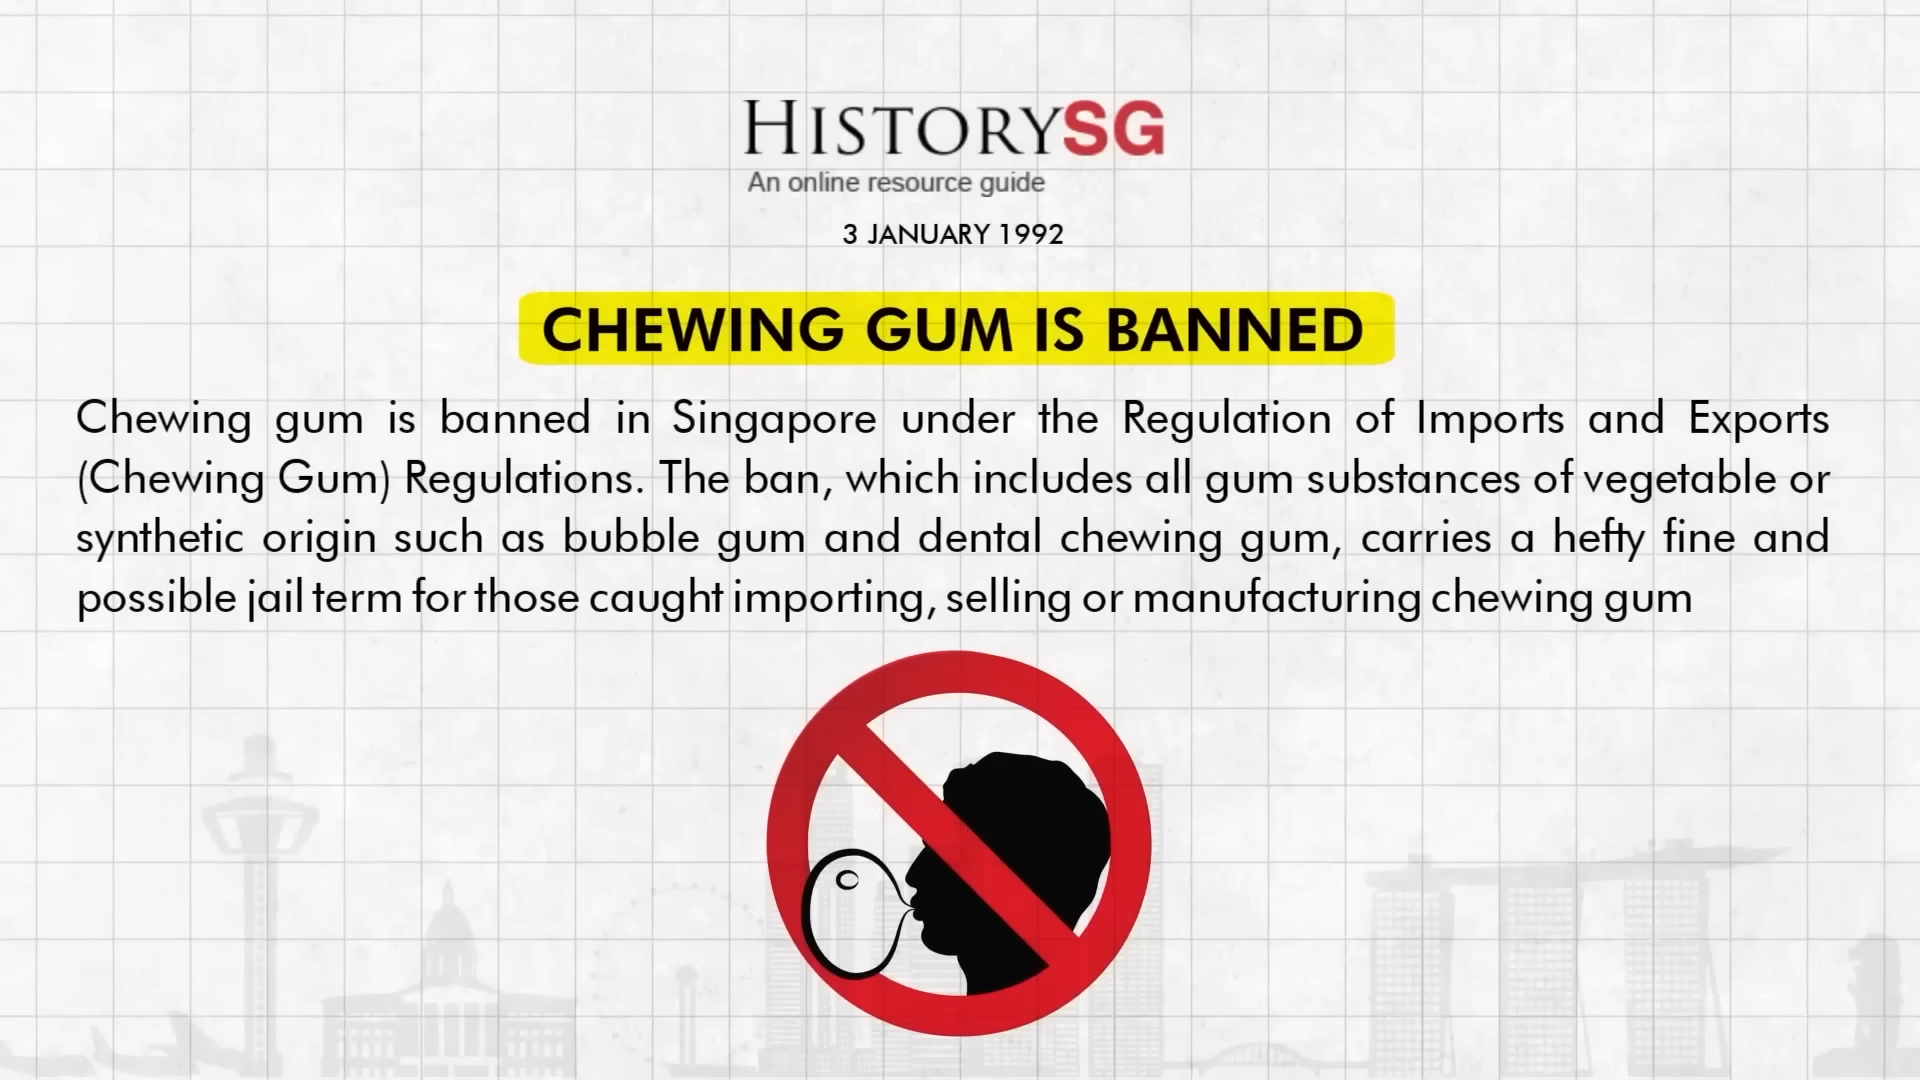 HISTORYSG
An online resource guide
3 JANUARY 1992
CHEWING GUM IS BANNED
Chewing gum is banned in Singapore under the Regulation of Imports and Exports
(Chewing Gum) Regulations. The ban, which includes all gum substances of vegetable or
synthetic origin such as bubble gum and dental chewing gum, carries a hefty fine and
possible jail term for those caught importing, selling or manufacturing chewing gum